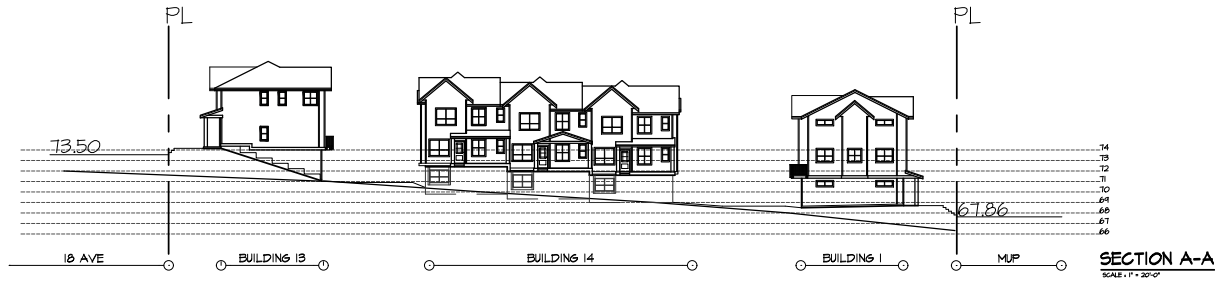 PL PL
73.50
74
73
72
71
70
69
68
67.86
67
66
18 AVE BUILDING 13 BUILDING 14 BUILDING 1 MUP
SECTION A-A
SCALE : 1" = 20'-0"